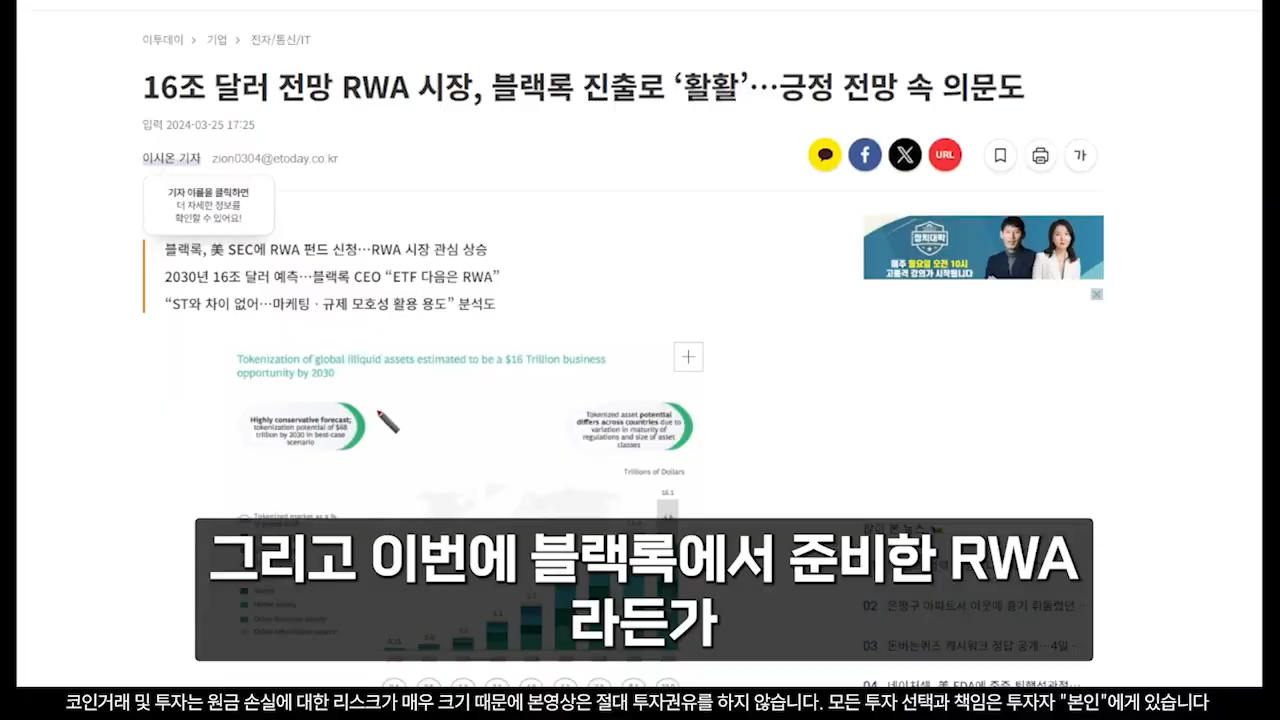 이투데이 > 기업 > 전자/통신/IT
16조 달러 전망 RWA 시장, 블랙록 진출로 ‘활활’…긍정 전망 속 의문도
입력 2024-03-25 17:25
이시온 기자 zion0304@etoday.co.kr
URL
가
기자 이름을 클릭하면
더 자세한 정보를
확인할 수 있어요!
블랙록, 美 SEC에 RWA 펀드 신청…RWA 시장 관심 상승
2030년 16조 달러 예측…블랙록 CEO “ETF 다음은 RWA”
“ST와 차이 없어…마케팅ㆍ규제 모호성 활용 용도” 분석도
정치대학
매주 월요일 오전 10시
고품격 강의가 시작됩니다
Tokenization of global illiquid assets estimated to be a $16 Trillion business
opportunity by 2030
Highly conservative forecast;
tokenization potential of $68
trillion by 2030 in best-case
scenario
Tokenized asset potential
differs across countries due to
variation in maturity of
regulations and size of asset
classes
Trillions of Dollars
16.1
그리고 이번에 블랙록에서 준비한 RWA
라든가
02 은평구 아파트서 이웃에 흉기 휘둘렀던…
03 돈버는퀴즈 캐시워크 정답 공개…4일
코인거래 및 투자는 원금 손실에 대한 리스크가 매우 크기 때문에 본영상은 절대 투자권유를 하지 않습니다. 모든 투자 선택과 책임은 투자자 "본인"에게 있습니다